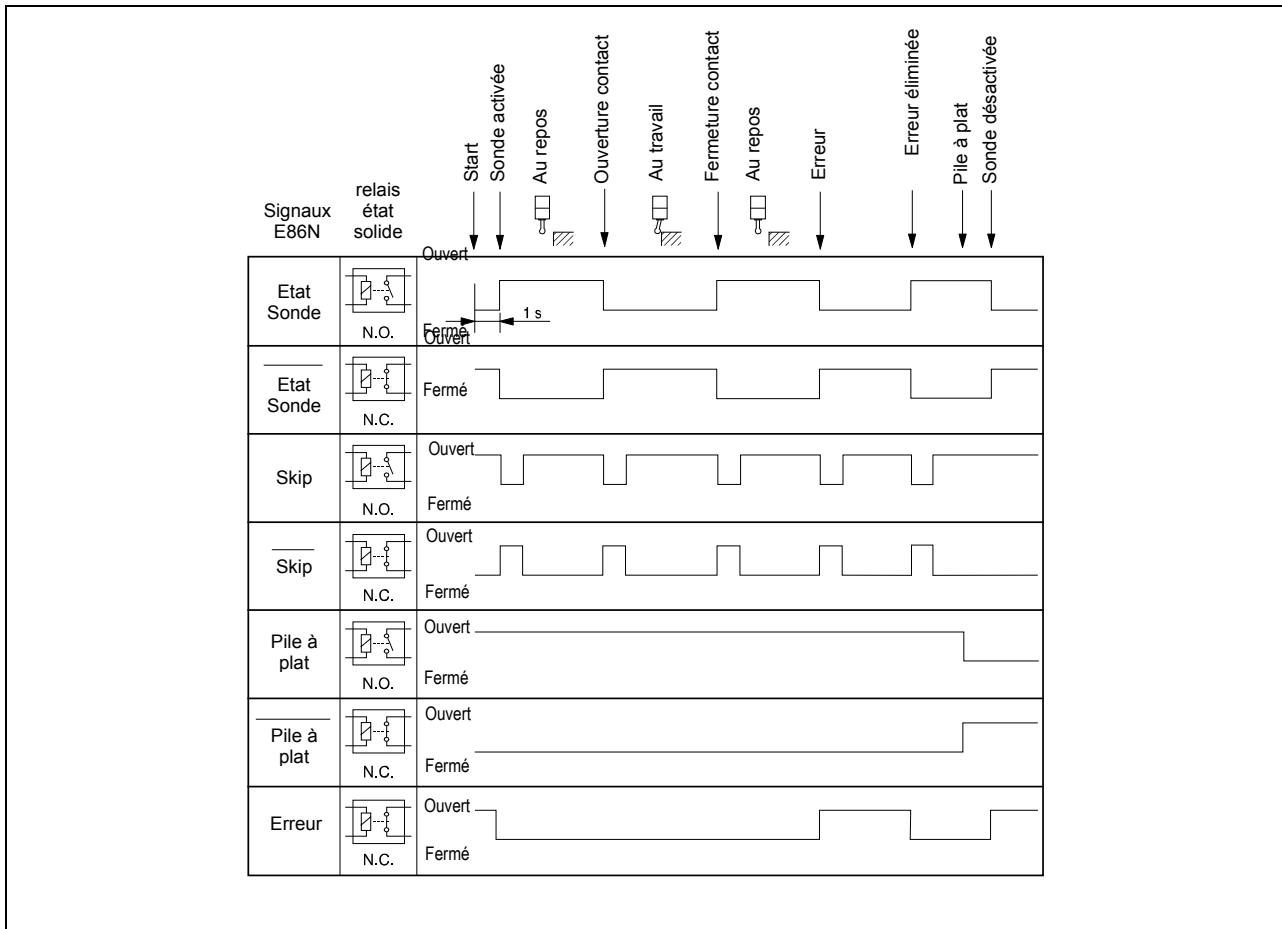 Start
Sonde activée
Au repos
Ouverture contact
Au travail
Fermeture contact
Au repos
Erreur
Erreur éliminée
Pile à plat
Sonde désactivée
Signaux
E86N
relais
état
solide
Etat
Sonde
N.O.
Ouvert
1 s
Fermé
Etat
Sonde
N.C.
Ouvert
Fermé
Skip
N.O.
Ouvert
Fermé
Skip
N.C.
Ouvert
Fermé
Pile à
plat
N.O.
Ouvert
Fermé
Pile à
plat
N.C.
Ouvert
Fermé
Erreur
N.C.
Ouvert
Fermé